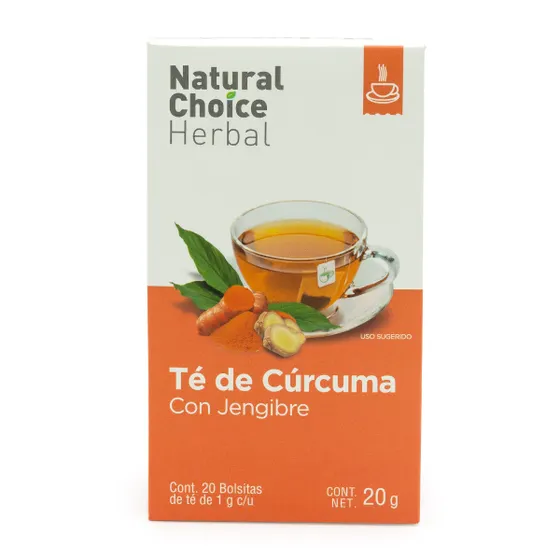 Natural
Choice
Herbal
USO SUGERIDO
Té de Cúrcuma
Con Jengibre
Cont. 20 Bolsitas
de té de 1 g c/u
CONT.
NET. 20 g